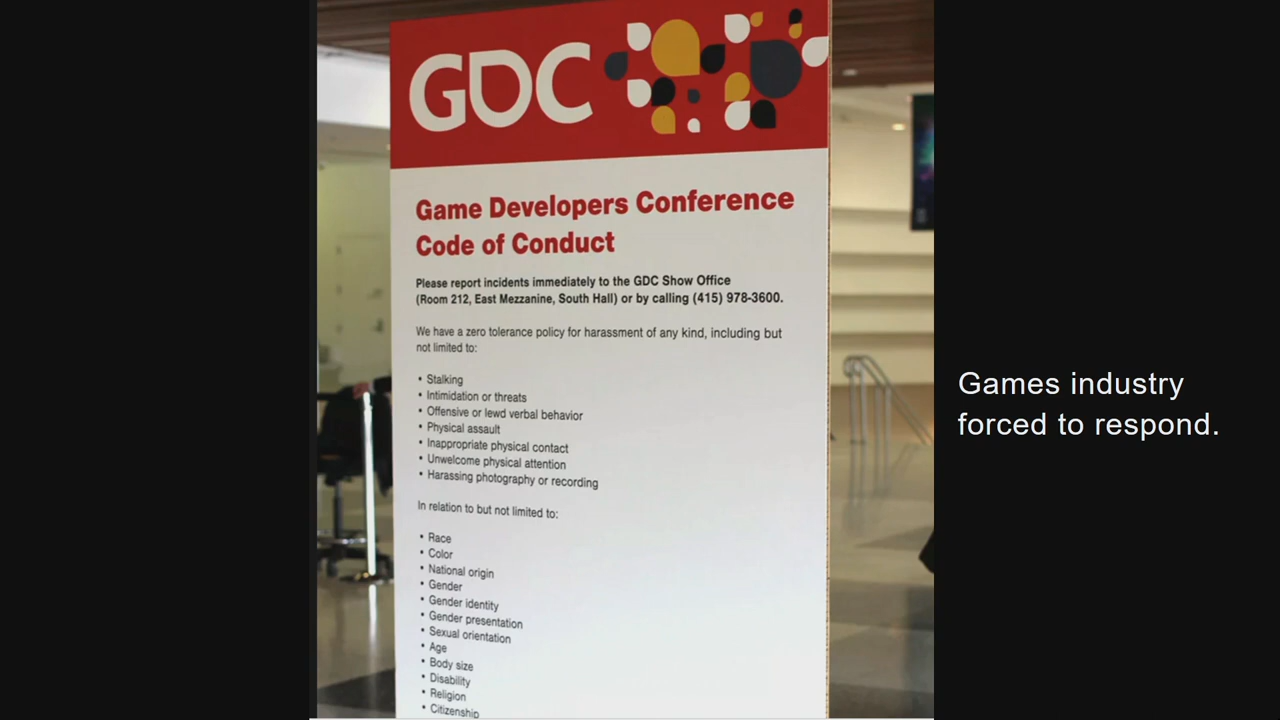 GDC
Game Developers Conference
Code of Conduct
Please report incidents immediately to the GDC Show Office
(Room 212, East Mezzanine, South Hall) or by calling (415) 978-3600.
We have a zero tolerance policy for harassment of any kind, including but
not limited to:
• Stalking
• Intimidation or threats
• Offensive or lewd verbal behavior
• Physical assault
• Inappropriate physical contact
• Unwelcome physical attention
• Harassing photography or recording
In relation to but not limited to:
• Race
• Color
• National origin
• Gender
• Gender identity
• Gender presentation
• Sexual orientation
• Age
• Body size
• Disability
• Religion
• Citizenship
Games industry
forced to respond.